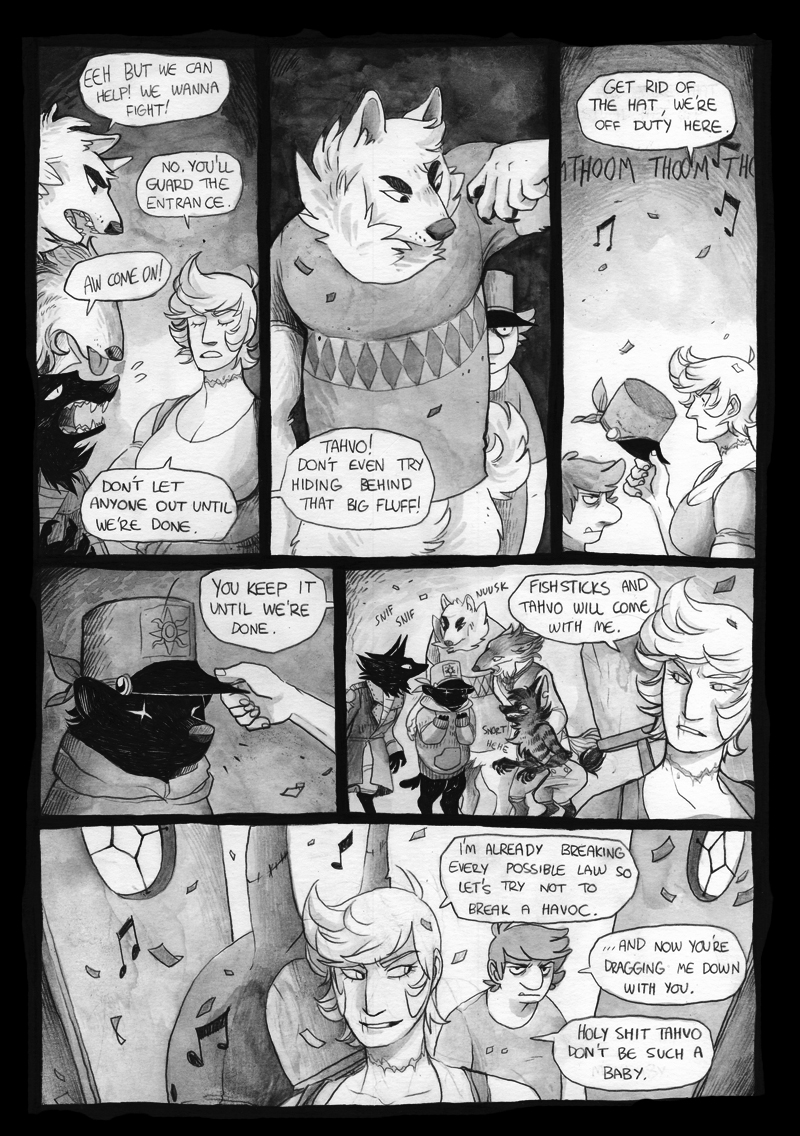 EEH BUT WE CAN
HELP! WE WANNA
FIGHT!
NO. YOU'LL
GUARD THE
ENTRANCE.
AW COME ON!
DON'T LET
ANYONE OUT UNTIL
WE'RE DONE.
TAHVO!
DON'T EVEN TRY
HIDING BEHIND
THAT BIG FLUFF!
GET RID OF
THE HAT, WE'RE
OFF DUTY HERE.
THOOM THOOM THO
YOU KEEP IT
UNTIL WE'RE
DONE.
SNIF
SNIF
NUUSK
FISHSTICKS AND
TAHVO WILL COME
WITH ME.
SNORT
HEHE
I'M ALREADY BREAKING
EVERY POSSIBLE LAW SO
LET'S TRY NOT TO
BREAK A HAVOC.
...AND NOW YOU'RE
DRAGGING ME DOWN
WITH YOU.
HOLY SHIT TAHVO
DON'T BE SUCH A
BABY.